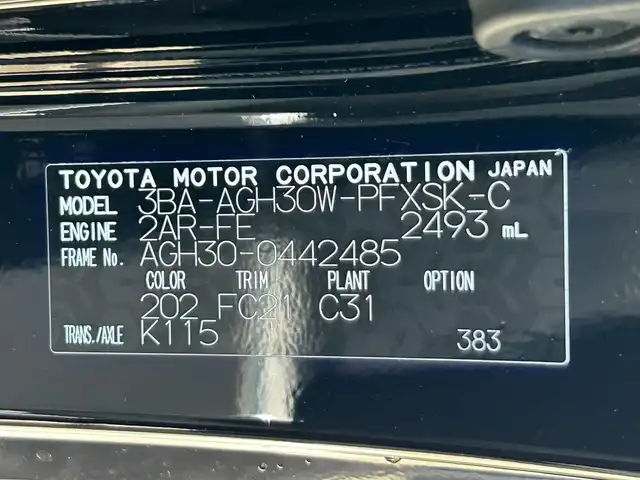 TOYOTA MOTOR CORPORATION JAPAN
MODEL 3BA-AGH30W-PFXSK-C
ENGINE 2AR-FE 2493 mL
FRAME No. AGH30-0442485
COLOR TRIM PLANT OPTION
202 FC21 C31
TRANS./AXLE K115 383